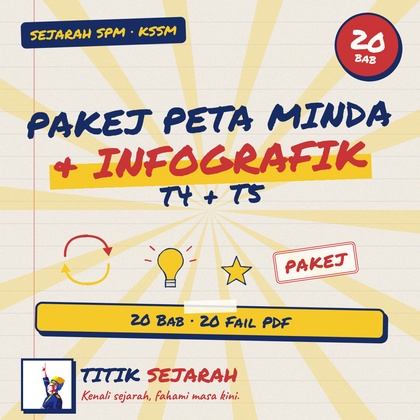 SEJARAH SPM · KSSM
20
BAB
PAKEJ PETA MINDA
+ INFOGRAFIK
T4 + T5
PAKEJ
20 BAB · 20 FAIL PDF
TITIK SEJARAH
Kenali sejarah, fahami masa kini.